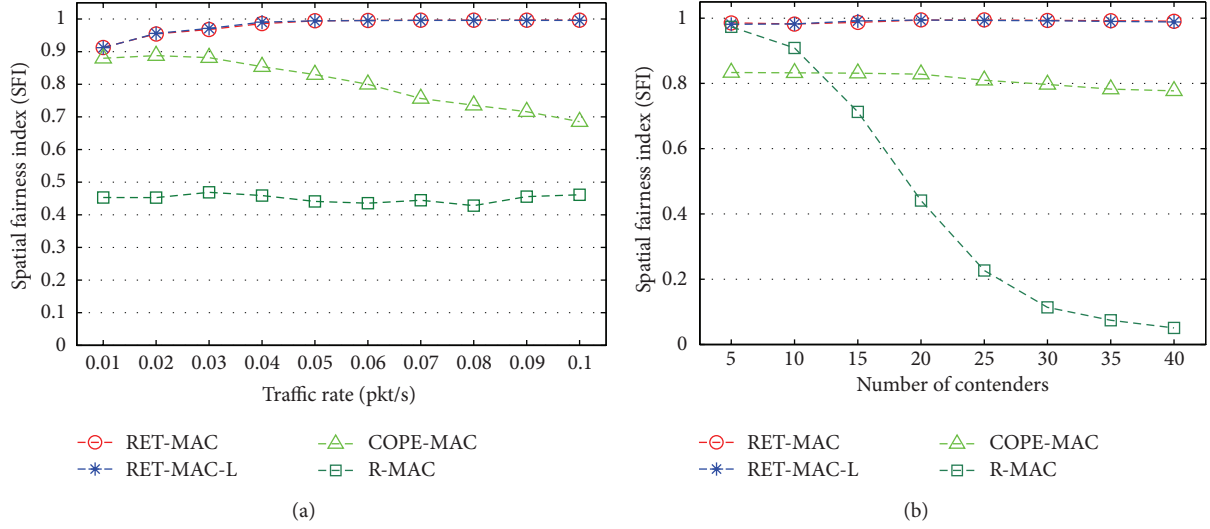 1
0.9
0.8
0.7
0.6
0.5
0.4
0.3
0.2
0.1
0
Spatial fairness index (SFI)
0.01 0.02 0.03 0.04 0.05 0.06 0.07 0.08 0.09 0.1
Traffic rate (pkt/s)
RET-MAC COPE-MAC
RET-MAC-L R-MAC
(a)
1
0.8
0.6
0.4
0.2
0
Spatial fairness index (SFI)
5 10 15 20 25 30 35 40
Number of contenders
RET-MAC COPE-MAC
RET-MAC-L R-MAC
(b)